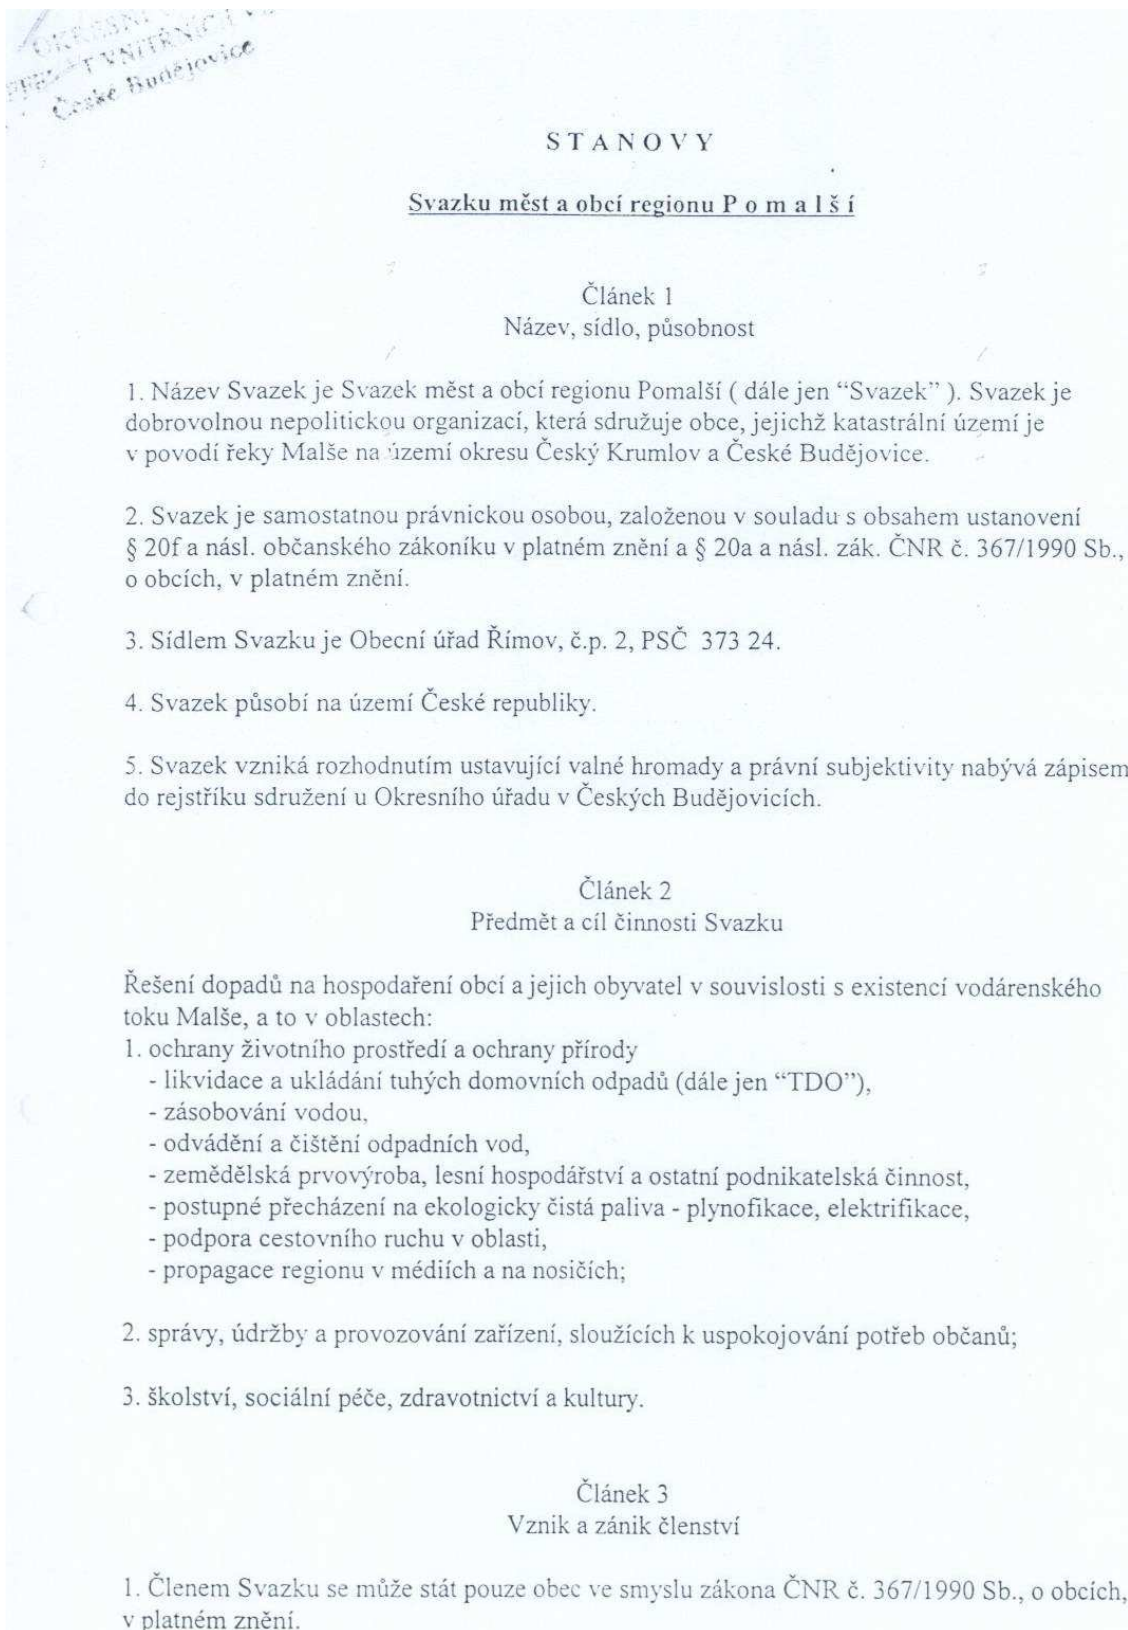 České Budějovice
S T A N O V Y
Svazku měst a obcí regionu P o m a l š í
Článek 1
Název, sídlo, působnost
1. Název Svazek je Svazek měst a obcí regionu Pomalší ( dále jen “Svazek” ). Svazek je
dobrovolnou nepolitickou organizací, která sdružuje obce, jejichž katastrální území je
v povodí řeky Malše na území okresu Český Krumlov a České Budějovice.
2. Svazek je samostatnou právnickou osobou, založenou v souladu s obsahem ustanovení
§ 20f a násl. občanského zákoníku v platném znění a § 20a a násl. zák. ČNR č. 367/1990 Sb.,
o obcích, v platném znění.
3. Sídlem Svazku je Obecní úřad Římov, č.p. 2, PSČ 373 24.
4. Svazek působí na území České republiky.
5. Svazek vzniká rozhodnutím ustavující valné hromady a právní subjektivity nabývá zápisem
do rejstříku sdružení u Okresního úřadu v Českých Budějovicích.
Článek 2
Předmět a cíl činnosti Svazku
Řešení dopadů na hospodaření obcí a jejich obyvatel v souvislosti s existencí vodárenského
toku Malše, a to v oblastech:
1. ochrany životního prostředí a ochrany přírody
- likvidace a ukládání tuhých domovních odpadů (dále jen “TDO”),
- zásobování vodou,
- odvádění a čištění odpadních vod,
- zemědělská prvovýroba, lesní hospodářství a ostatní podnikatelská činnost,
- postupné přecházení na ekologicky čistá paliva - plynofikace, elektrifikace,
- podpora cestovního ruchu v oblasti,
- propagace regionu v médiích a na nosičích;
2. správy, údržby a provozování zařízení, sloužících k uspokojování potřeb občanů;
3. školství, sociální péče, zdravotnictví a kultury.
Článek 3
Vznik a zánik členství
1. Členem Svazku se může stát pouze obec ve smyslu zákona ČNR č. 367/1990 Sb., o obcích,
v platném znění.